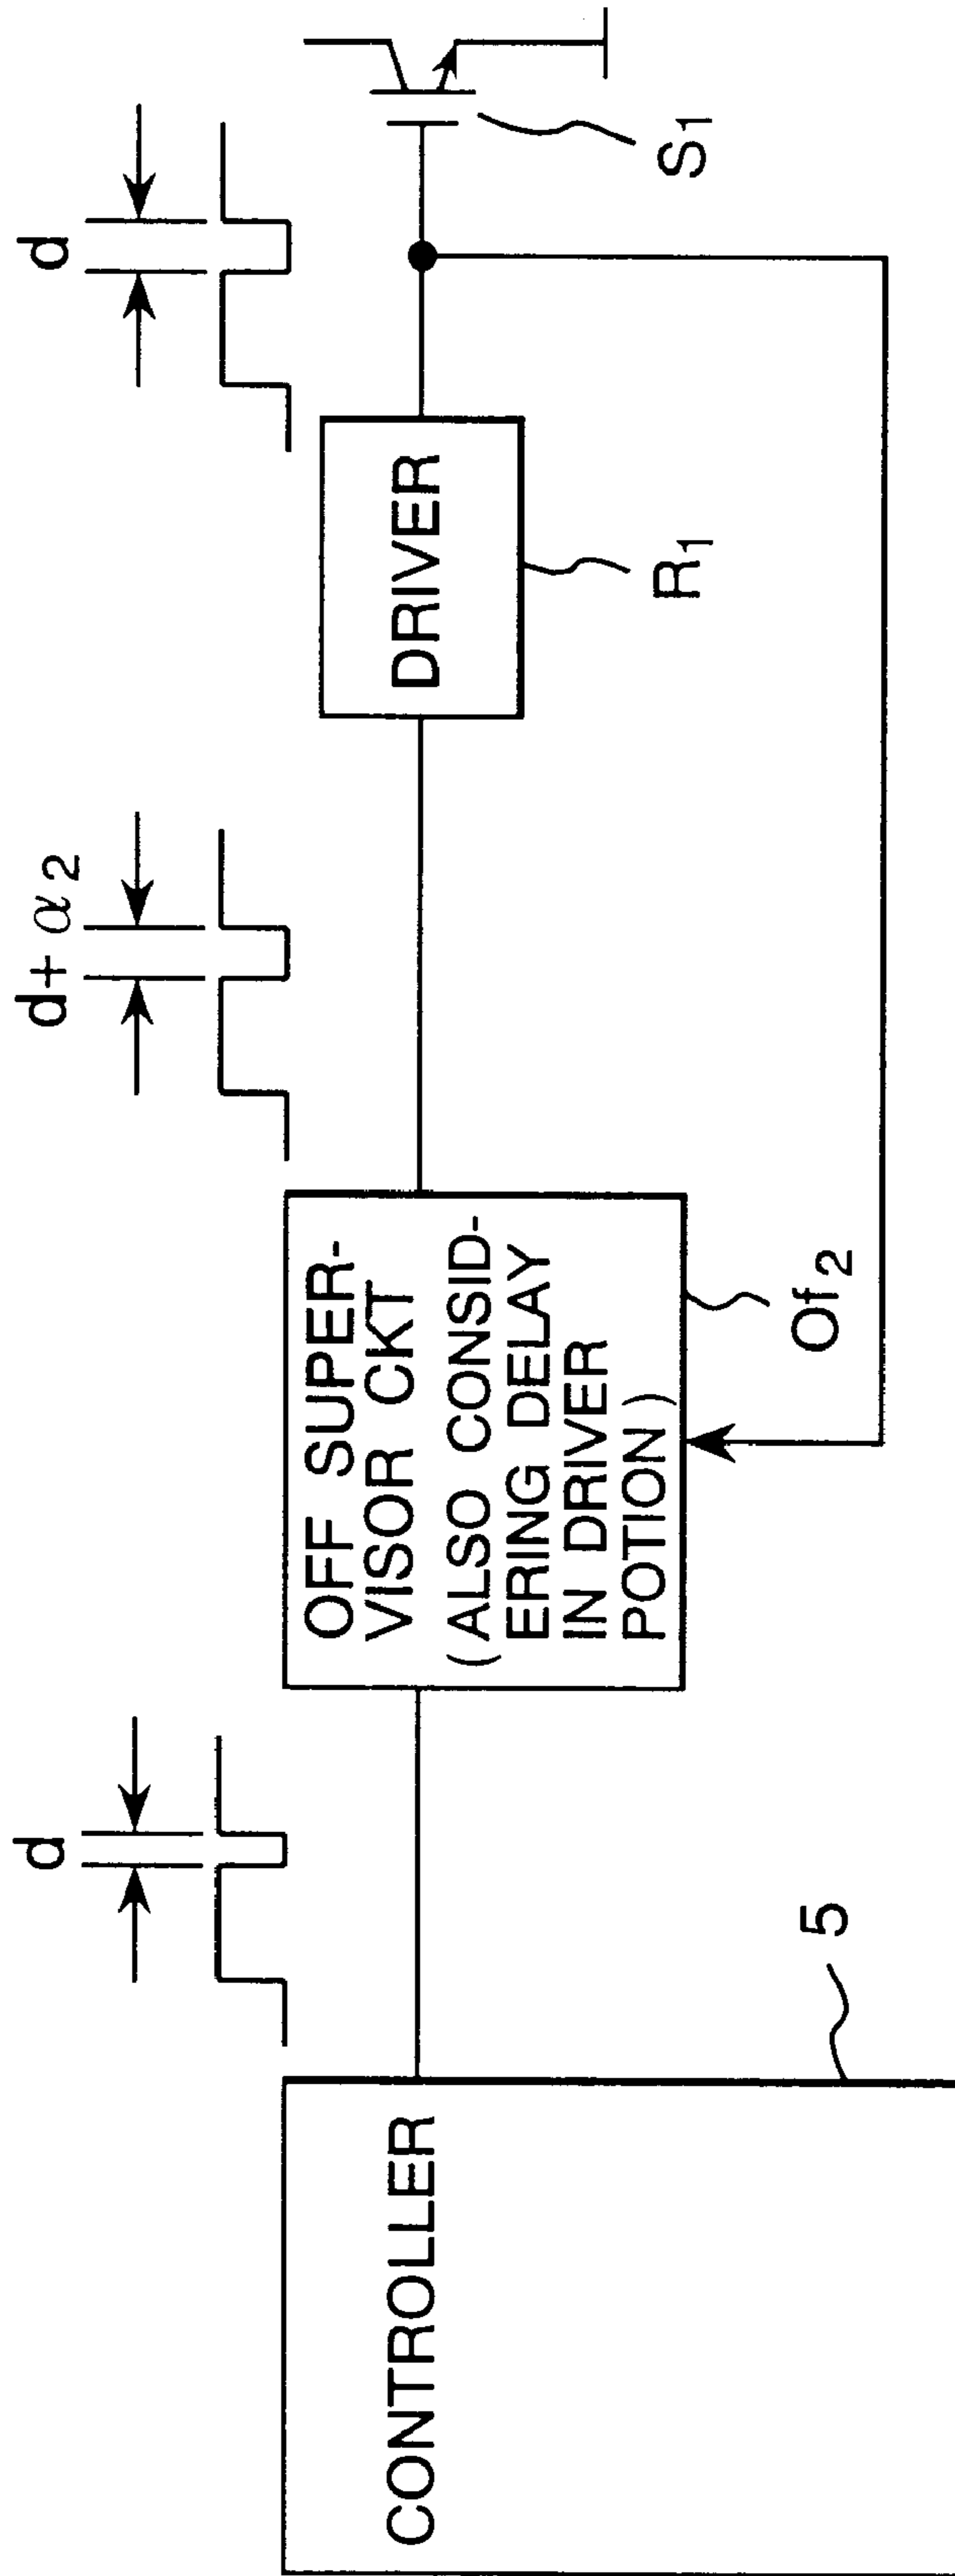 d
d+α2
d
CONTROLLER
5
OFF SUPER-
VISOR CKT
(ALSO CONSID-
ERING DELAY
IN DRIVER
POTION)
Of2
DRIVER
R1
S1